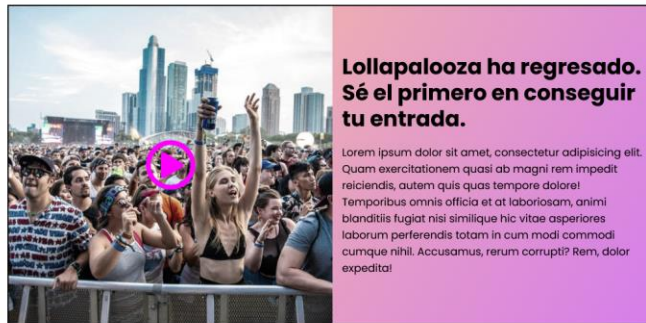 Lollapalooza ha regresado.
Sé el primero en conseguir
tu entrada.
Lorem ipsum dolor sit amet, consectetur adipisicing elit.
Quam exercitationem quasi ab magni rem impedit
reiciendis, autem quis quas tempore dolore!
Temporibus omnis officia et at laboriosam, animi
blanditiis fugiat nisi similique hic vitae asperiores
laborum perferendis totam in cum modi commodi
cumque nihil. Accusamus, rerum corrupti? Rem, dolor
expedita!